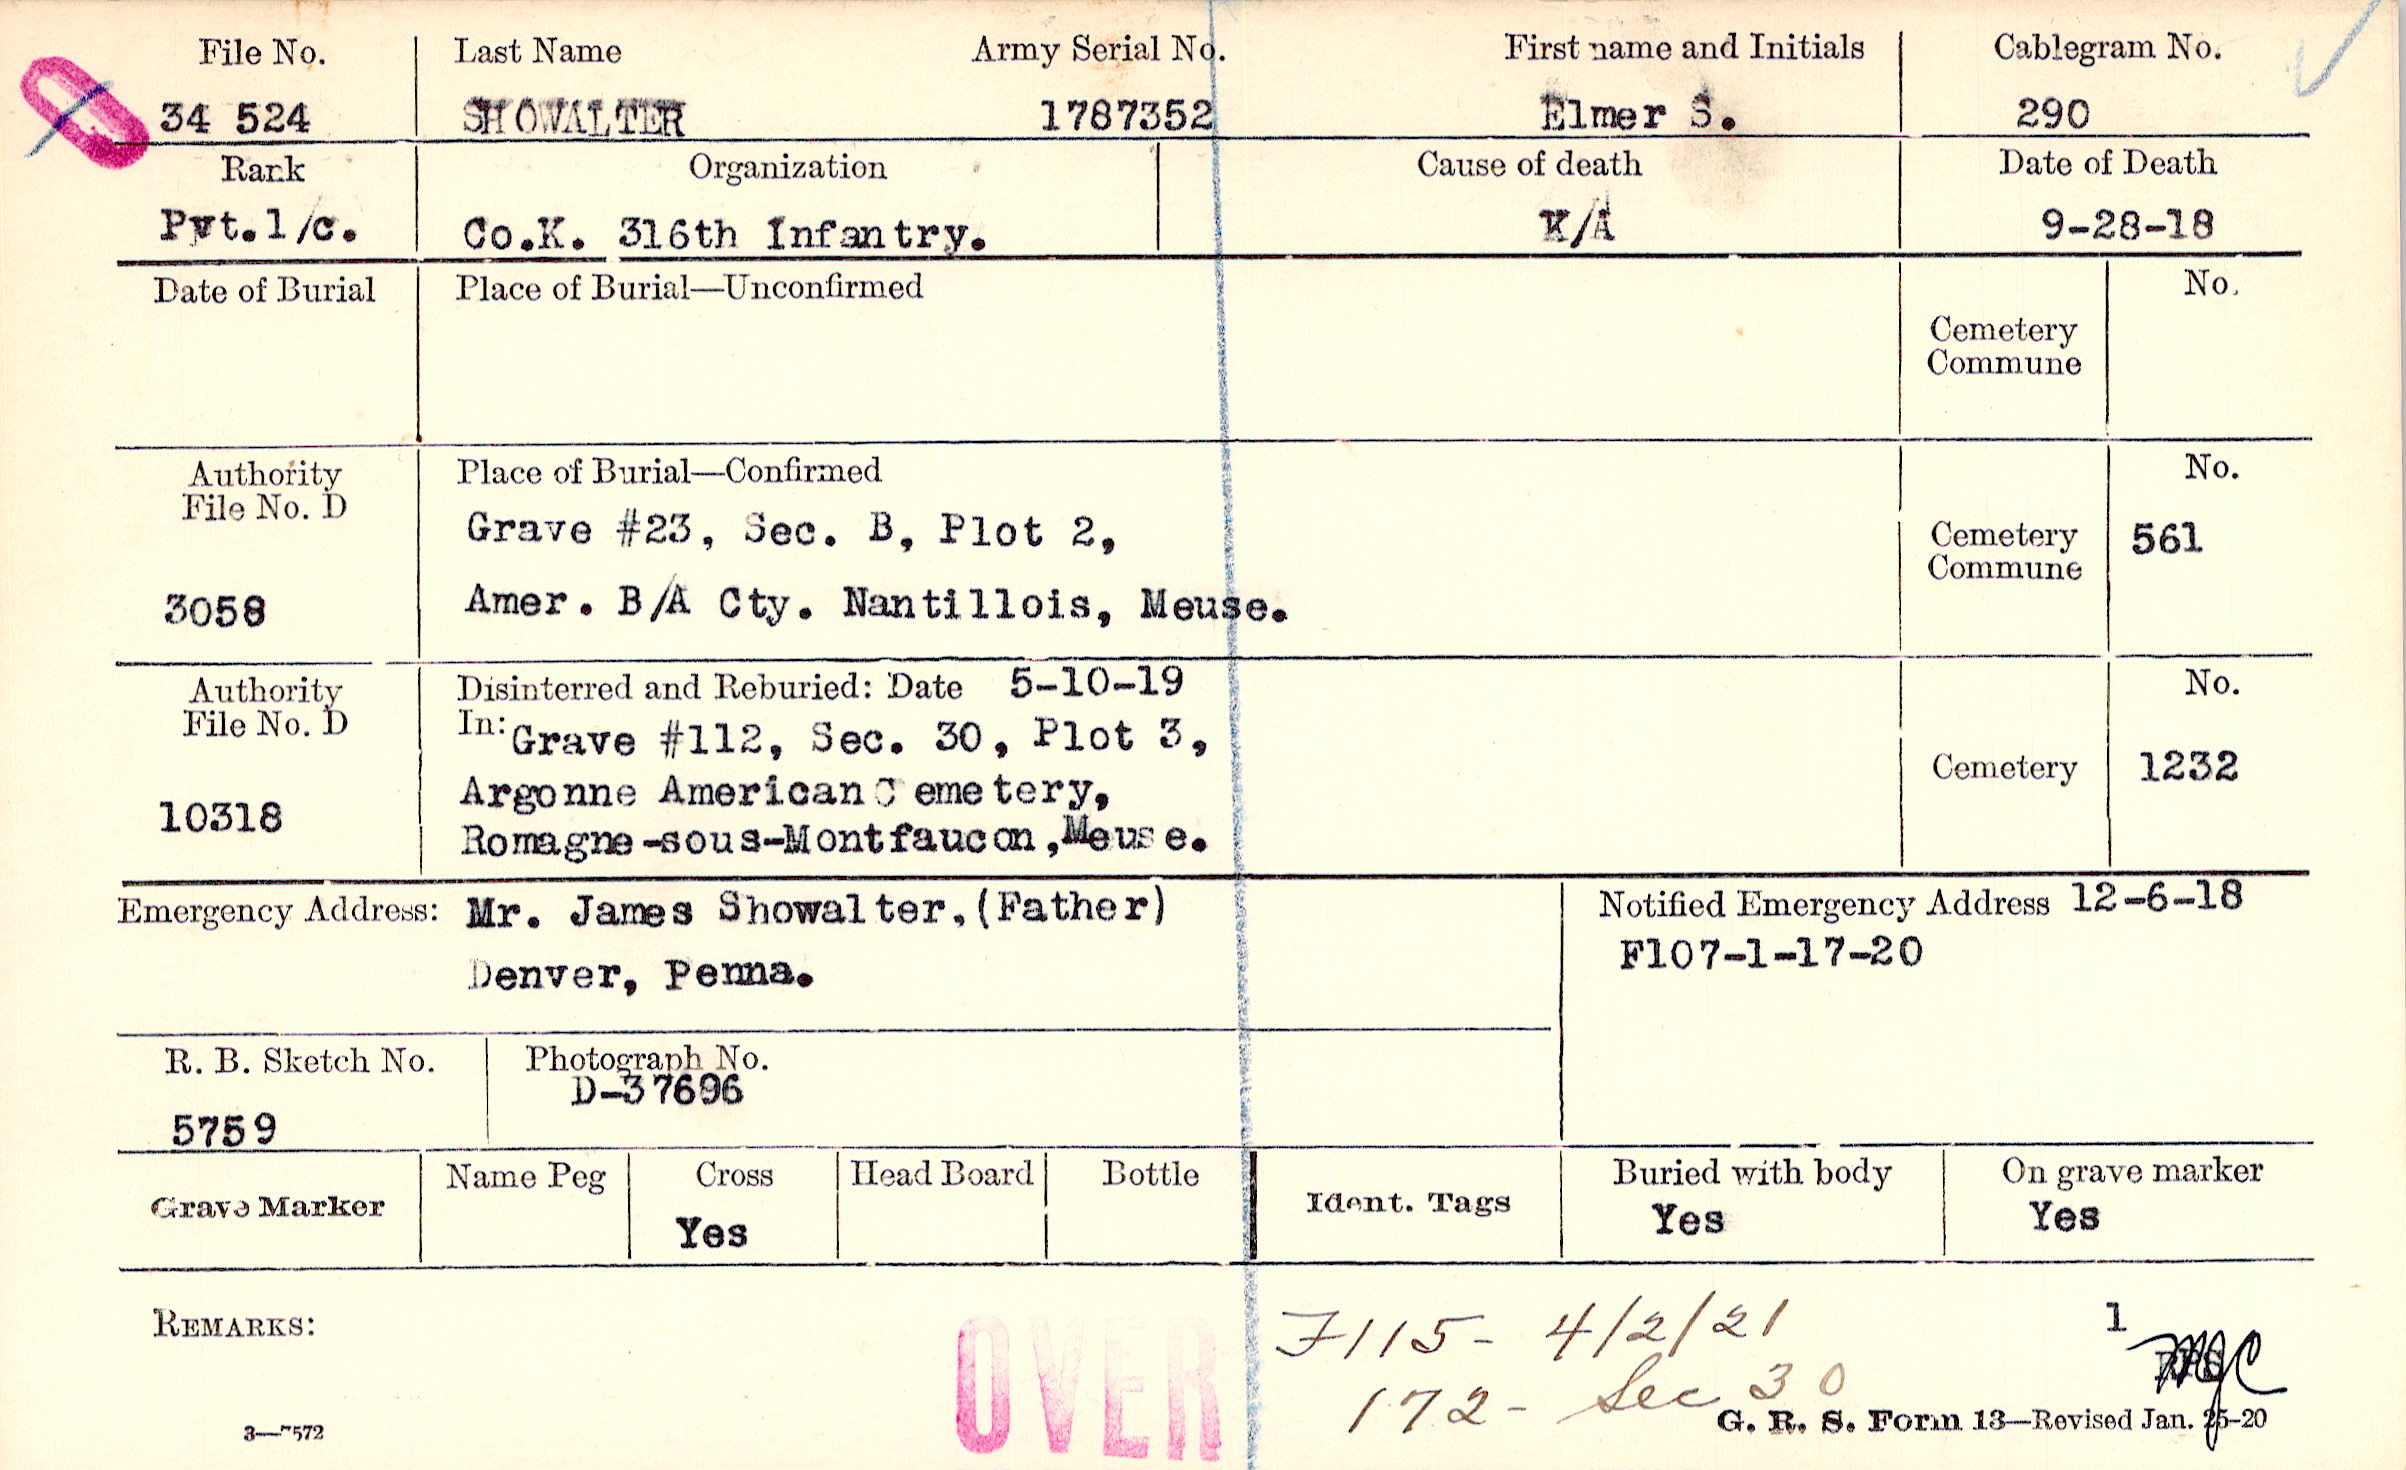 File No. Last Name Army Serial No. First name and Initials Cablegram No.
34 524 SHOWALTER 1787352 Elmer S. 290
Rank Organization Cause of death Date of Death
Pvt.1/c. Co.K. 316th Infantry. K/A 9-28-18
Date of Burial Place of Burial—Unconfirmed No.
Cemetery
Commune
Authority Place of Burial—Confirmed No.
File No. D
Grave #23, Sec. B, Plot 2,
Cemetery 561
Commune
3058 Amer. B/A Cty. Nantillois, Meuse.
Authority Disinterred and Reburied: Date 5-10-19 No.
File No. D In: Grave #112, Sec. 30, Plot 3,
Cemetery 1232
Argonne American Cemetery,
10318
Romagne-sous-Montfaucon, Meuse.
Emergency Address: Mr. James Showalter,(Father) Notified Emergency Address 12-6-18
F107-1-17-20
Denver, Penna.
R. B. Sketch No. Photograph No.
D-37696
5759
Grave Marker Name Peg Cross Head Board Bottle Ident. Tags Buried with body On grave marker
Yes Yes Yes
REMARKS: OVER F115- 4/2/21 1
172- Sec 30
3—7572 G. R. S. Form 13—Revised Jan. 25-20